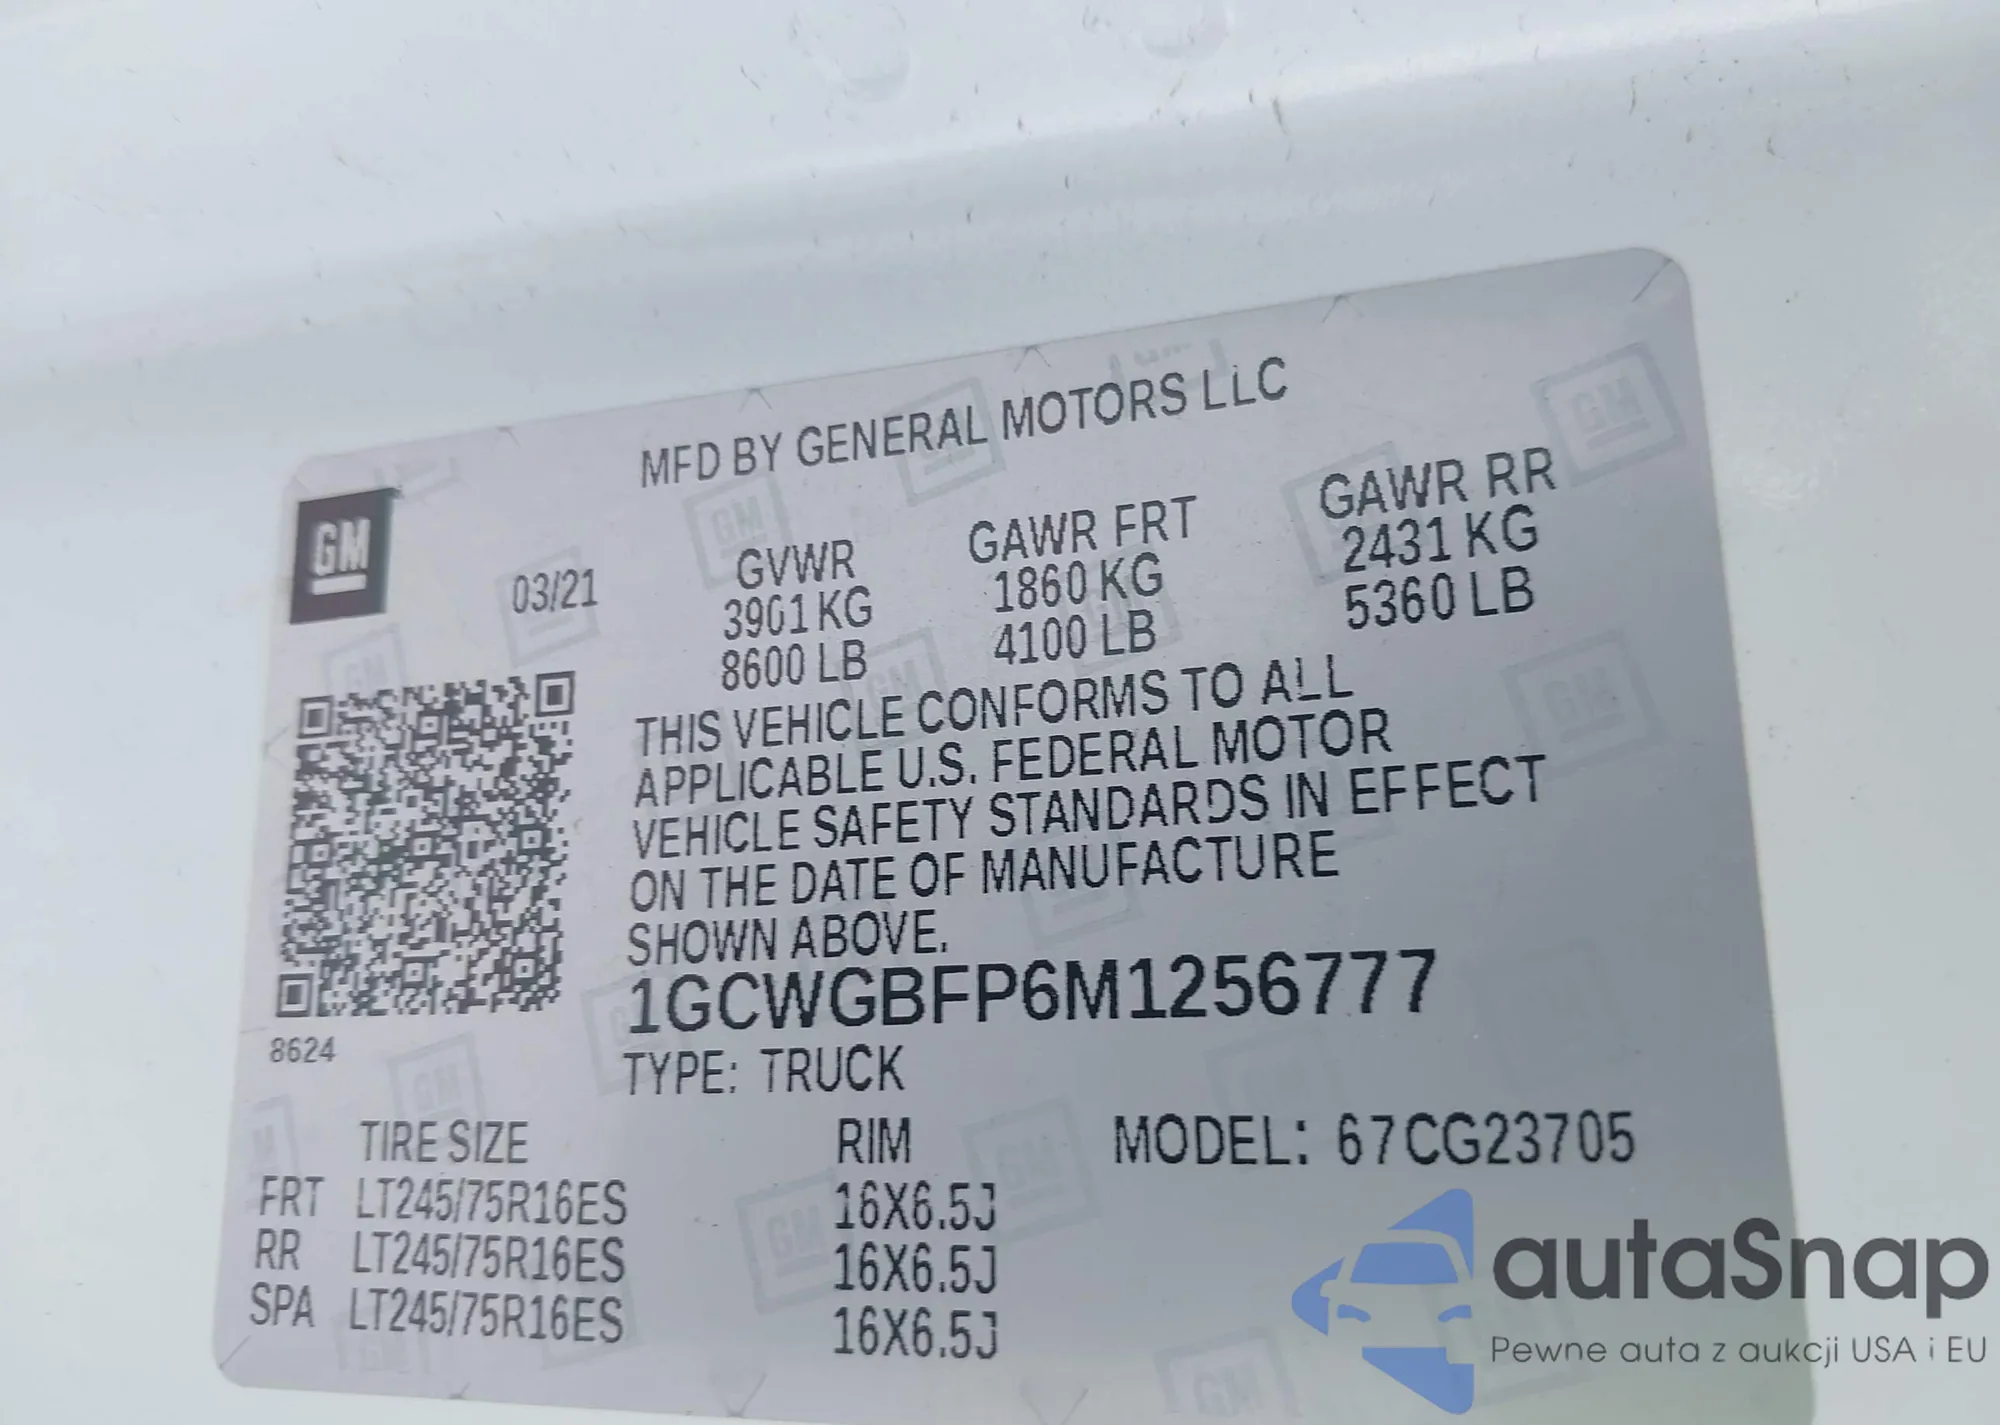 MFD BY GENERAL MOTORS LLC
GM
03/21
GVWR GAWR FRT GAWR RR
3901 KG 1860 KG 2431 KG
8600 LB 4100 LB 5360 LB
THIS VEHICLE CONFORMS TO ALL
APPLICABLE U.S. FEDERAL MOTOR
VEHICLE SAFETY STANDARDS IN EFFECT
ON THE DATE OF MANUFACTURE
SHOWN ABOVE.
1GCWGBFP6M1256777
8624
TYPE: TRUCK
TIRE SIZE RIM MODEL: 67CG23705
FRT LT245/75R16ES 16X6.5J
RR LT245/75R16ES 16X6.5J
SPA LT245/75R16ES 16X6.5J
autaSnap
Pewne auta z aukcji USA i EU